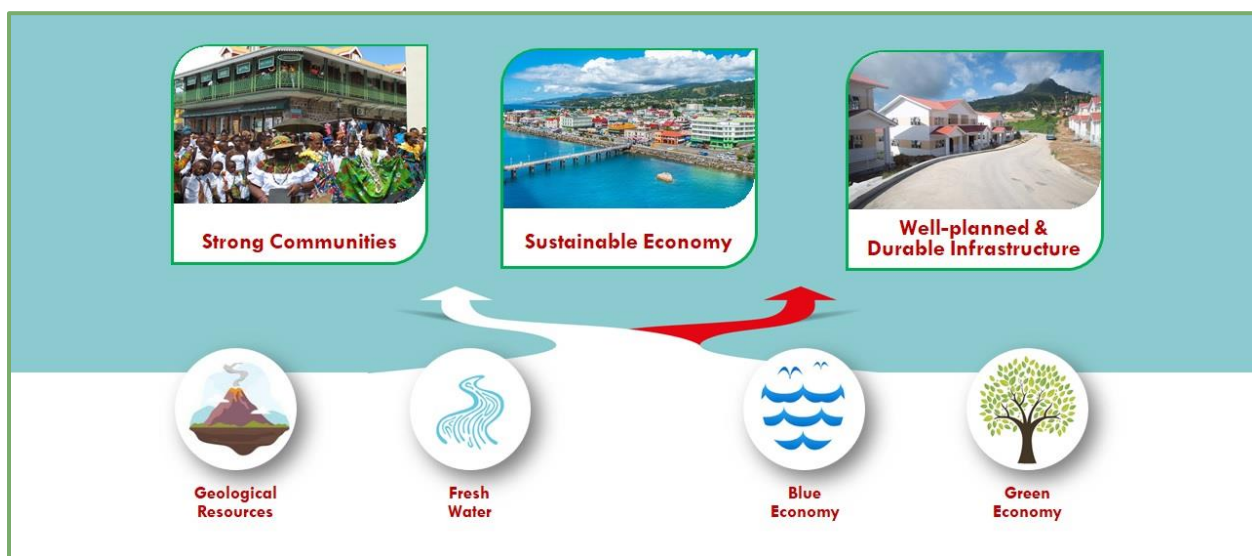 Strong Communities
Sustainable Economy
Well-planned &
Durable Infrastructure
Geological
Resources
Fresh
Water
Blue
Economy
Green
Economy